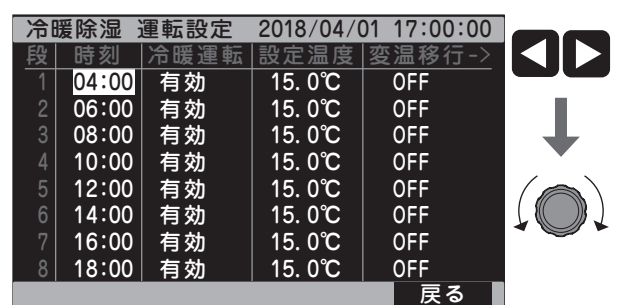 冷暖除湿 運転設定 2018/04/01 17:00:00
段 時刻 冷暖運転 設定温度 変温移行->
1 04:00 有効 15.0℃ OFF
2 06:00 有効 15.0℃ OFF
3 08:00 有効 15.0℃ OFF
4 10:00 有効 15.0℃ OFF
5 12:00 有効 15.0℃ OFF
6 14:00 有効 15.0℃ OFF
7 16:00 有効 15.0℃ OFF
8 18:00 有効 15.0℃ OFF
戻る